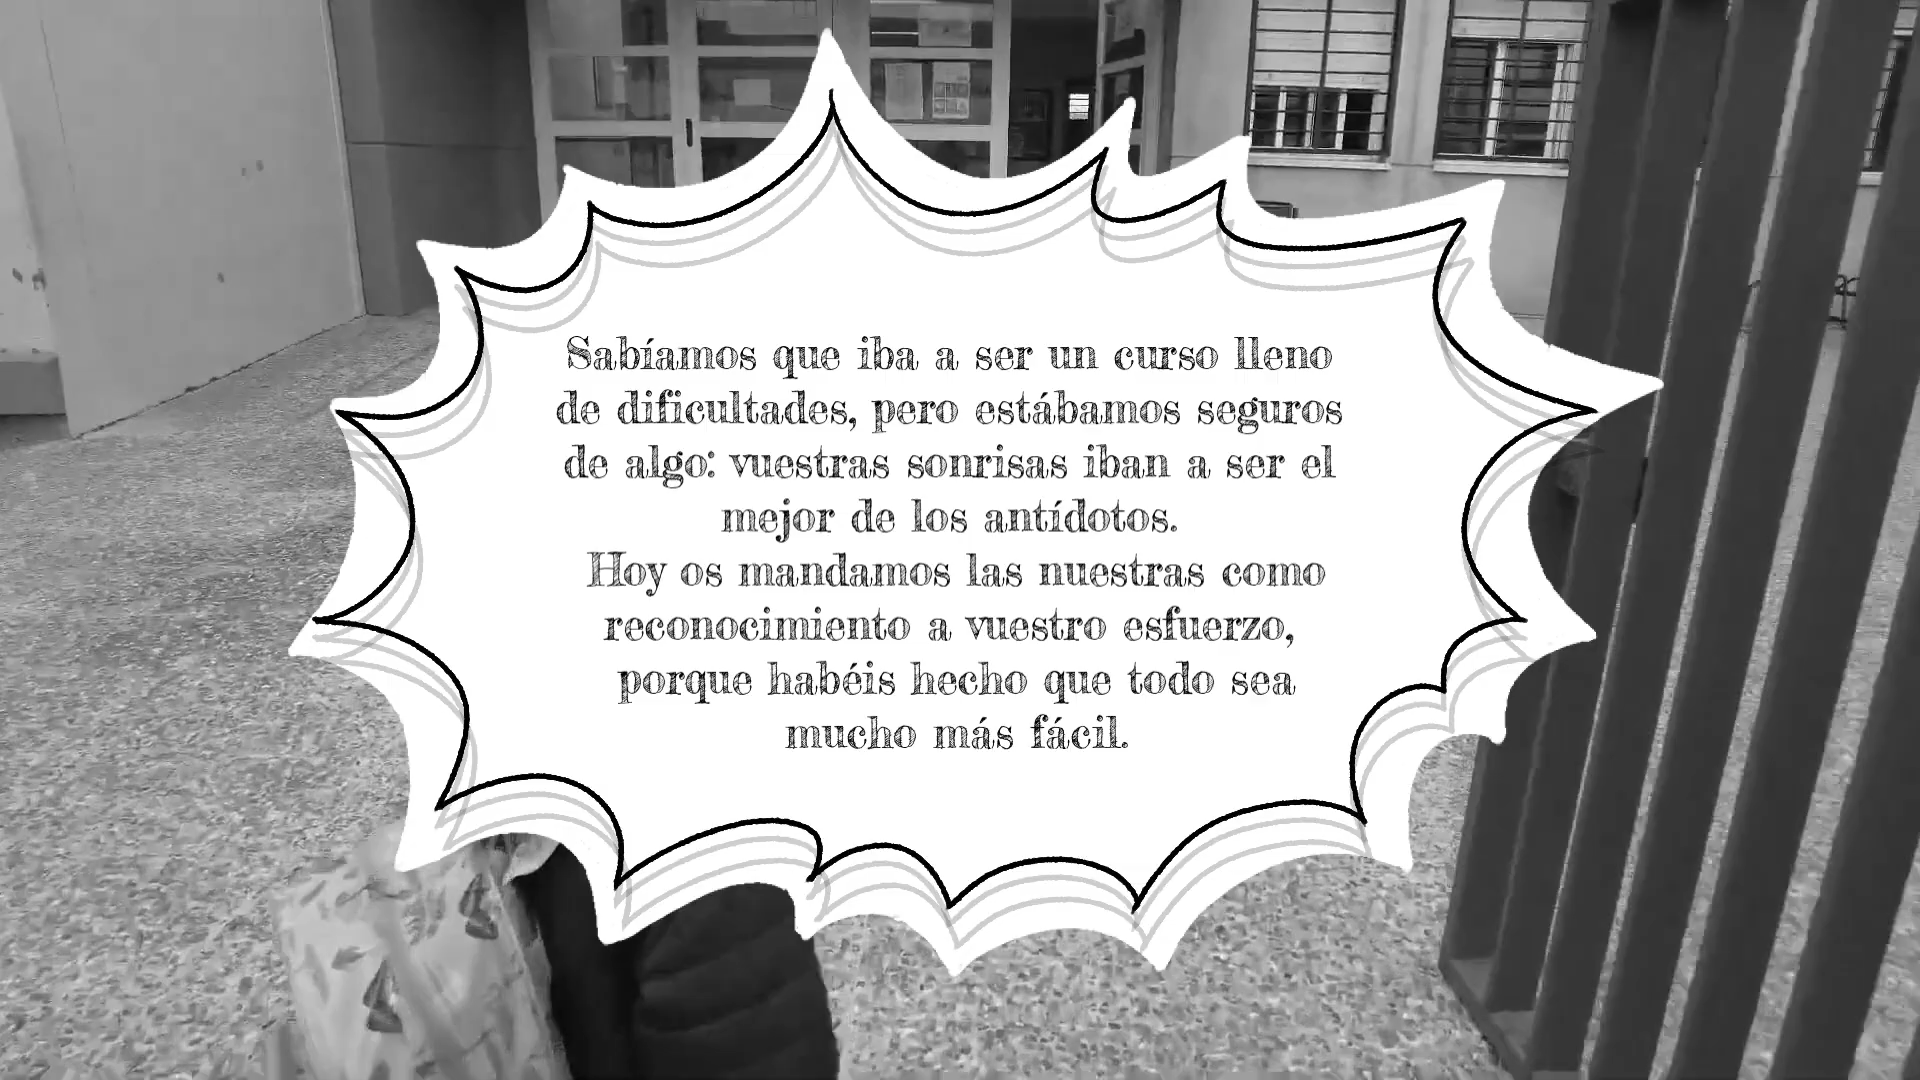 Sabíamos que iba a ser un curso lleno
de dificultades, pero estábamos seguros
de algo: vuestras sonrisas iban a ser el
mejor de los antídotos.
Hoy os mandamos las nuestras como
reconocimiento a vuestro esfuerzo,
porque habéis hecho que todo sea
mucho más fácil.